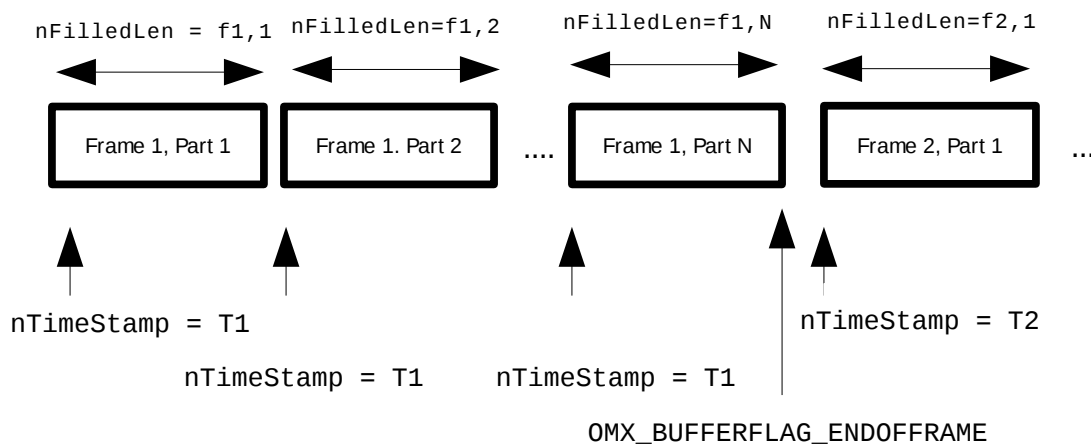 nFilledLen = f1,1
nFilledLen=f1,2
nFilledLen=f1,N
nFilledLen=f2,1
Frame 1, Part 1
Frame 1. Part 2
....
Frame 1, Part N
Frame 2, Part 1
...
nTimeStamp = T1
nTimeStamp = T1
nTimeStamp = T1
nTimeStamp = T2
OMX_BUFFERFLAG_ENDOFFRAME